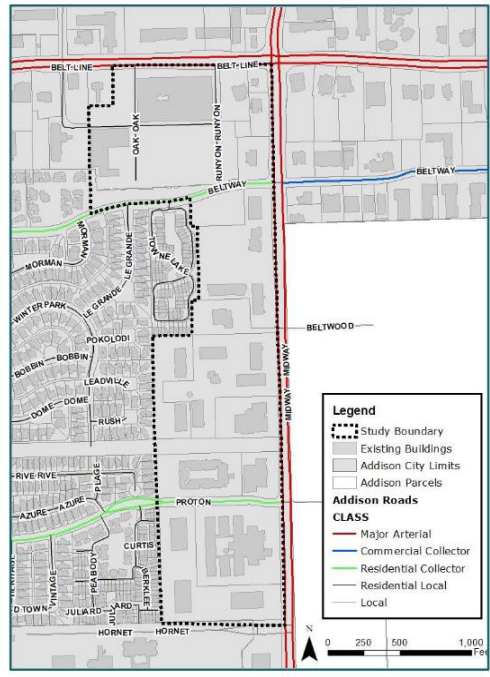 BELT-LINE
BELT-LINE
OAK-OAK
RUNYON-RUNYON
BELTWAY
BELTWAY
MORMAN
MORMAN
LE GRANDE
LE GRANDE
TOWNE LAKE
WINTER PARK
POKOLODI
BOBBIN
BOBBIN
LEADVILLE
DOME
DOME
RUSH
BELTWOOD
MIDWAY
MIDWAY
RIVE-RIVE
PLAGE
AZURE
AZURE
PROTON
CURTIS
VINTAGE
PEABODY
BERKLEE
D-TOWN
JULIARD
HORNET
HORNET
Legend
Study Boundary
Existing Buildings
Addison City Limits
Addison Parcels
Addison Roads
CLASS
Major Arterial
Commercial Collector
Residential Collector
Residential Local
Local
N
0 250 500 1,000
Fee